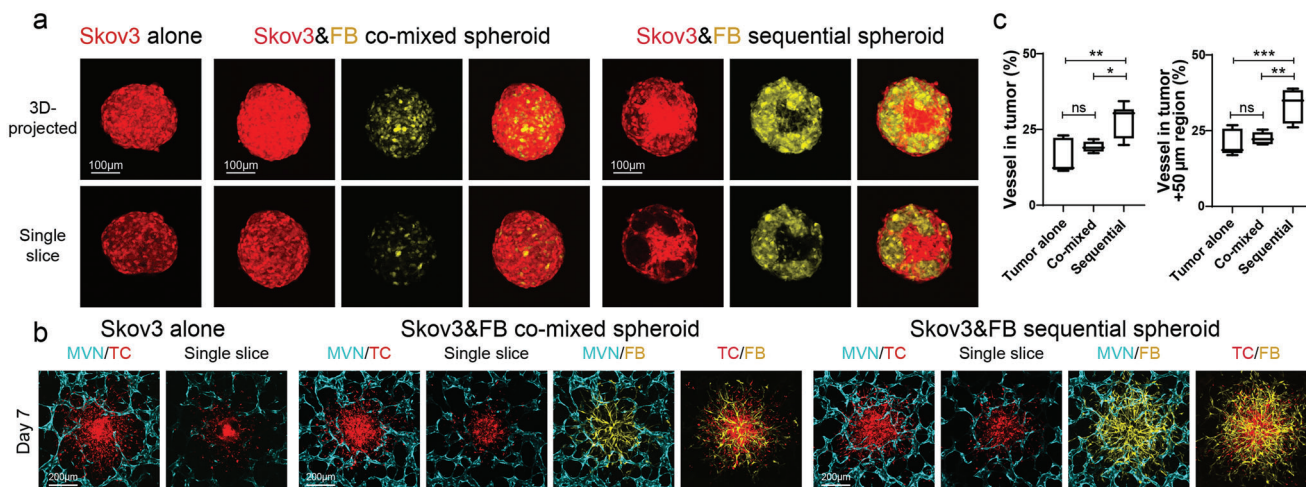 a
Skov3 alone
Skov3&FB co-mixed spheroid
Skov3&FB sequential spheroid
3D-
projected
100µm
100µm
100µm
Single
slice
c
Vessel in tumor (%)
50
25
0
**
*
ns
Tumor alone
Co-mixed
Sequential
Vessel in tumor
+50 µm region (%)
50
25
0
***
**
ns
Tumor alone
Co-mixed
Sequential
b
Skov3 alone
Skov3&FB co-mixed spheroid
Skov3&FB sequential spheroid
MVN/TC
Single slice
MVN/TC
Single slice
MVN/FB
TC/FB
MVN/TC
Single slice
MVN/FB
TC/FB
Day 7
200µm
200µm
200µm